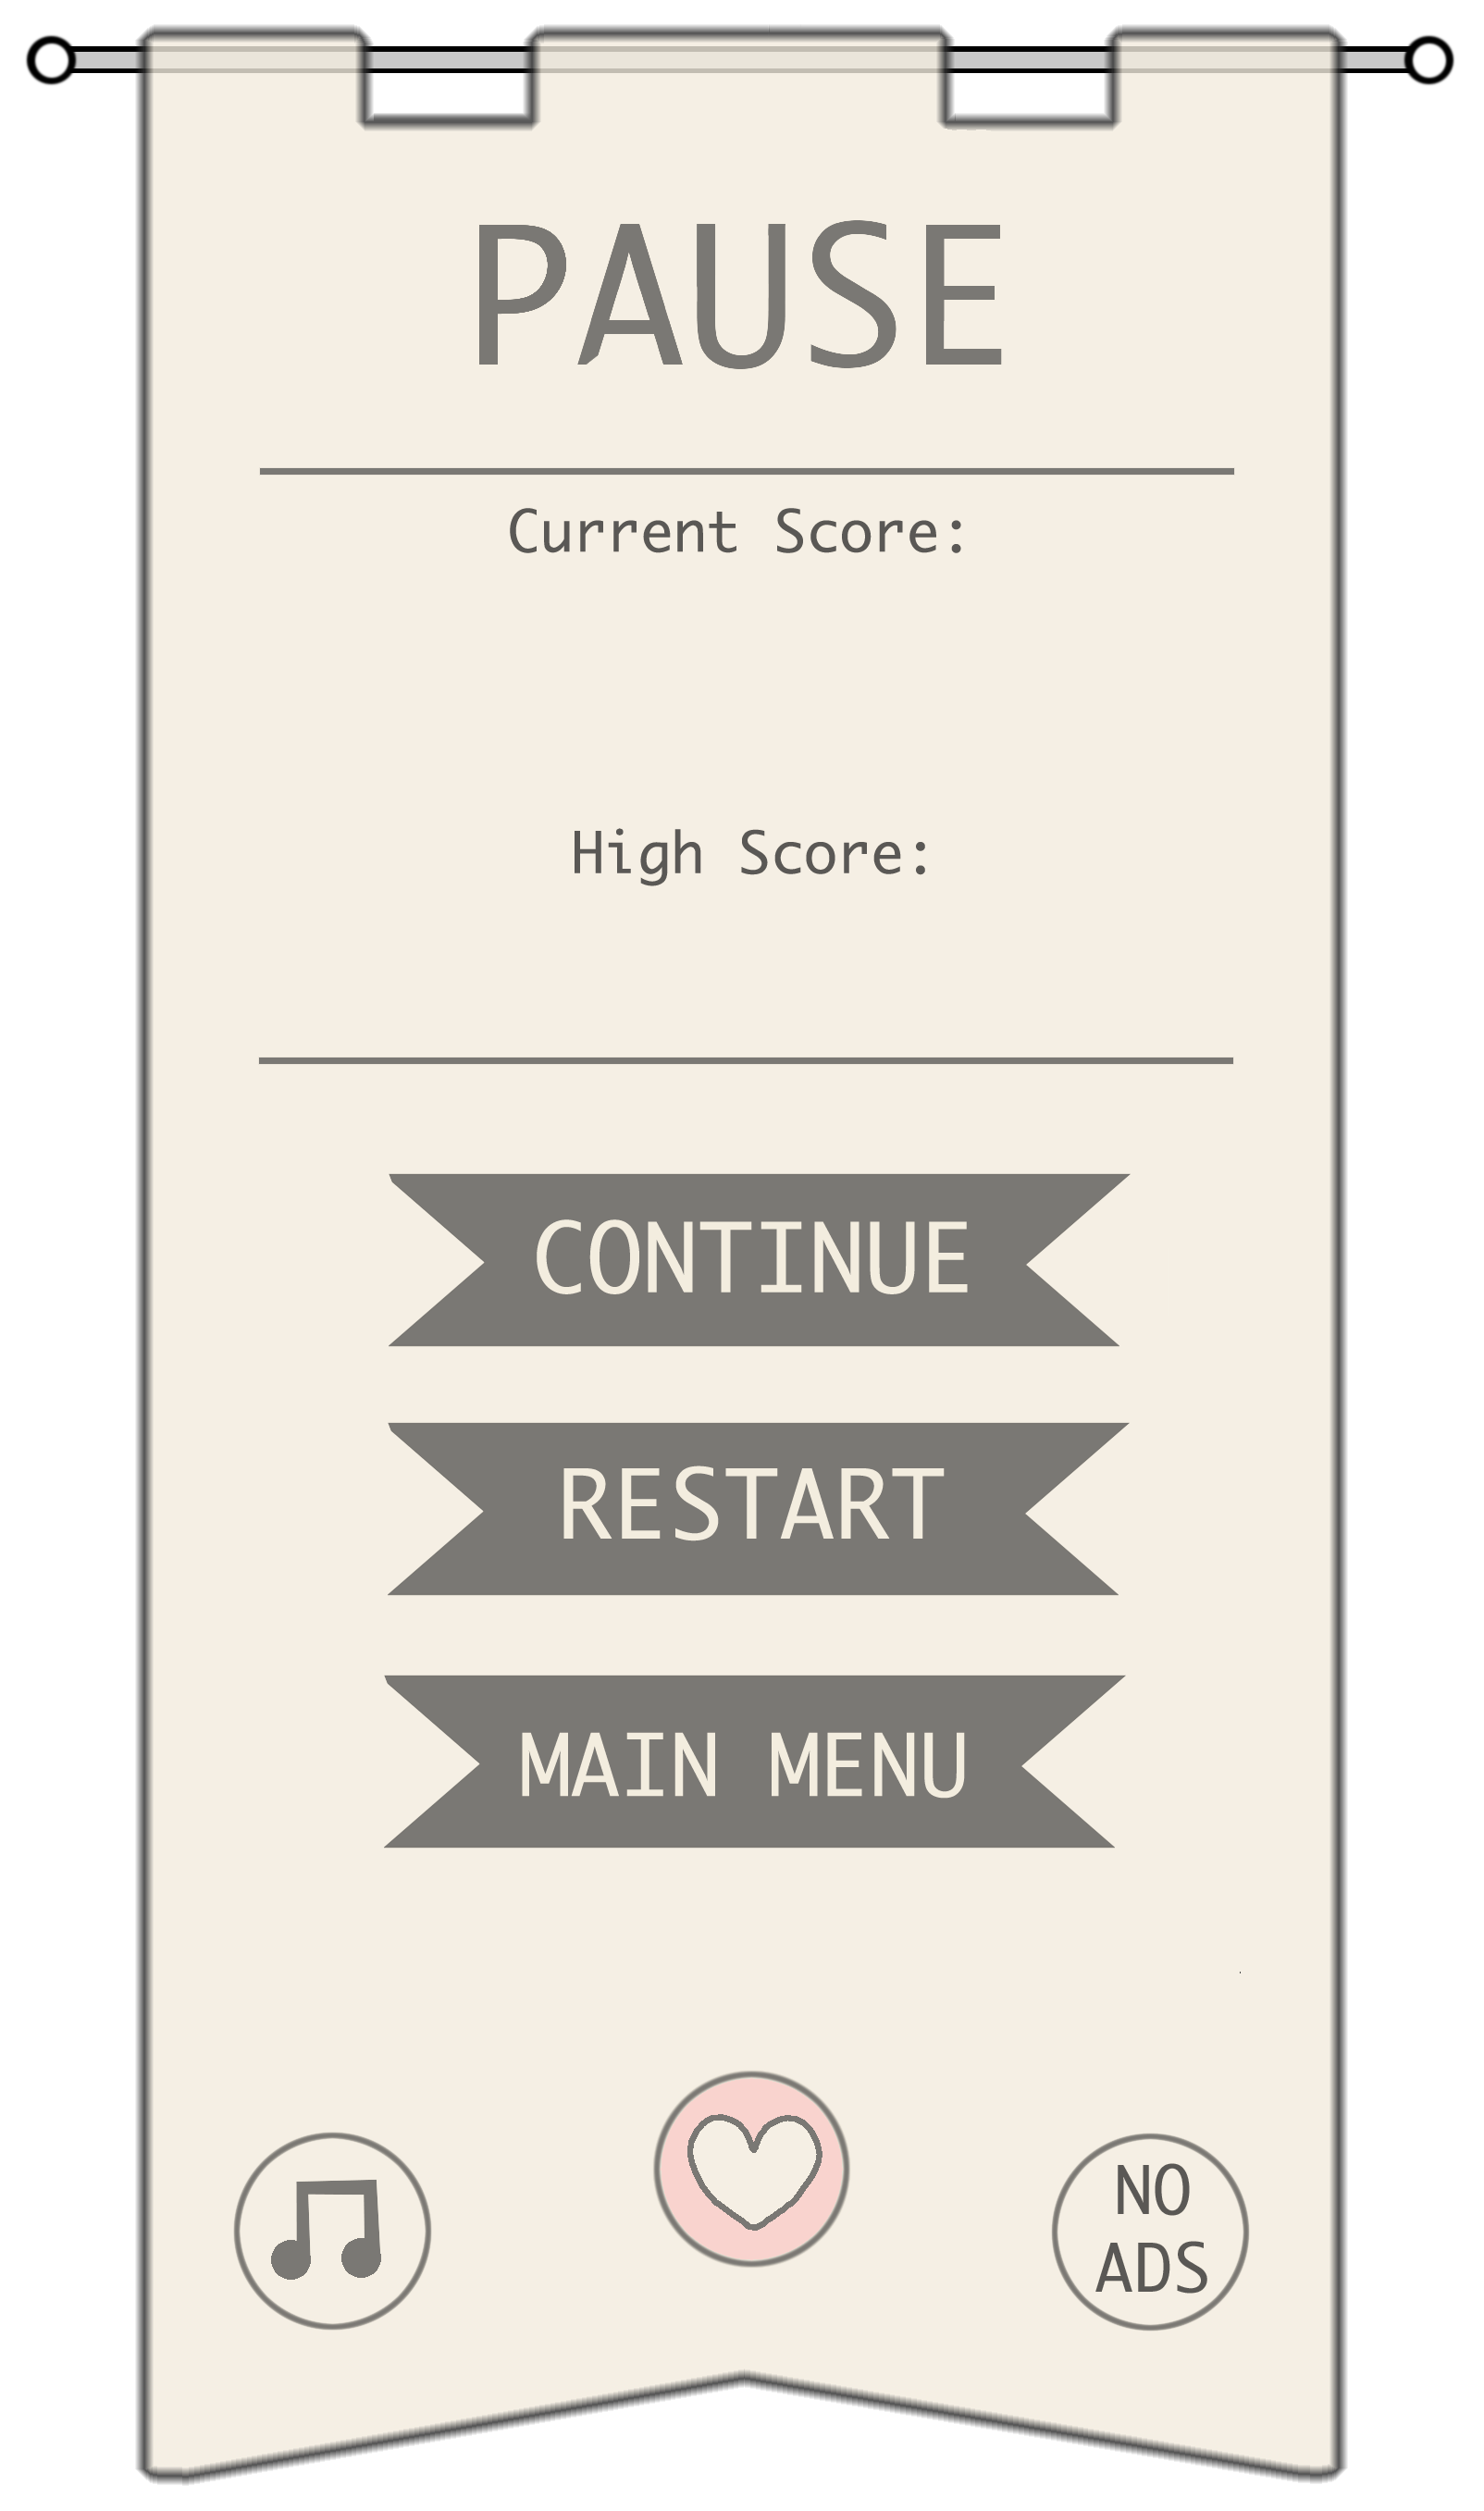 PAUSE
Current Score:
High Score:
CONTINUE
RESTART
MAIN MENU
NO
ADS